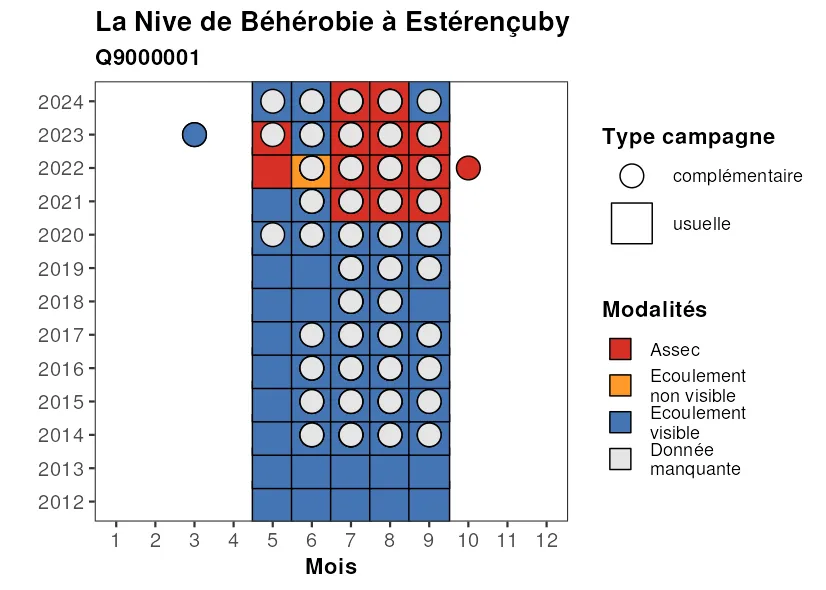 La Nive de Béhérobie à Estérençuby
Q9000001
2024
2023
2022
2021
2020
2019
2018
2017
2016
2015
2014
2013
2012
1 2 3 4 5 6 7 8 9 10 11 12
Mois
Type campagne
complémentaire
usuelle
Modalités
Assec
Ecoulement
non visible
Ecoulement
visible
Donnée
manquante